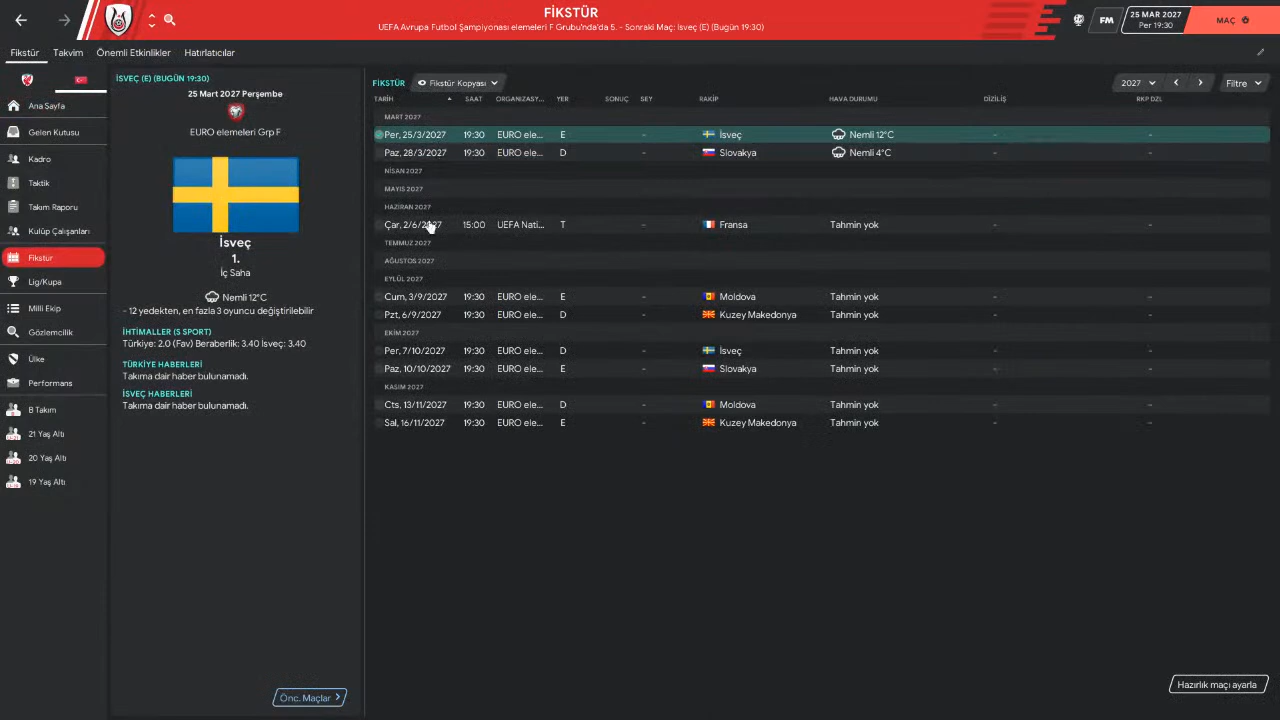 FİKSTÜR
UEFA Avrupa Futbol Şampiyonası elemeleri F Grubu'nda'da 5. - Sonraki Maç: İsveç (E) (Bugün 19:30)
FM
25 MAR 2027
Per 19:30
MAÇ
Fikstür Takvim Önemli Etkinlikler Hatırlatıcılar
Ana Sayfa
Gelen Kutusu
Kadro
Taktik
Takım Raporu
Kulüp Çalışanları
Fikstür
Lig/Kupa
Milli Ekip
Gözlemcilik
Ülke
Performans
B Takım
21 Yaş Altı
20 Yaş Altı
19 Yaş Altı
İSVEÇ (E) (BUGÜN 19:30)
25 Mart 2027 Perşembe
EURO elemeleri Grp F
İsveç
1.
İç Saha
Nemli 12°C
- 12 yedekten, en fazla 3 oyuncu değiştirilebilir
İHTİMALLER (S SPORT)
Türkiye: 2.0 (Fav) Beraberlik: 3.40 İsveç: 3.40
TÜRKİYE HABERLERİ
Takıma dair haber bulunamadı.
İSVEÇ HABERLERİ
Takıma dair haber bulunamadı.
Önc. Maçlar
FİKSTÜR Fikstür Kopyası 2027 Filtre
TARİH SAAT ORGANİZASY... YER SONUÇ SEY RAKİP HAVA DURUMU DİZİLİŞ RKP DZL
MART 2027
Per, 25/3/2027 19:30 EURO ele... E - İsveç Nemli 12°C - -
Paz, 28/3/2027 19:30 EURO ele... D - Slovakya Nemli 4°C - -
NİSAN 2027
MAYIS 2027
HAZİRAN 2027
Çar, 2/6/2027 15:00 UEFA Nati... T - Fransa Tahmin yok - -
TEMMUZ 2027
AĞUSTOS 2027
EYLÜL 2027
Cum, 3/9/2027 19:30 EURO ele... E - Moldova Tahmin yok - -
Pzt, 6/9/2027 19:30 EURO ele... D - Kuzey Makedonya Tahmin yok - -
EKİM 2027
Per, 7/10/2027 19:30 EURO ele... D - İsveç Tahmin yok - -
Paz, 10/10/2027 19:30 EURO ele... E - Slovakya Tahmin yok - -
KASIM 2027
Cts, 13/11/2027 19:30 EURO ele... D - Moldova Tahmin yok - -
Sal, 16/11/2027 19:30 EURO ele... E - Kuzey Makedonya Tahmin yok - -
Hazırlık maçı ayarla